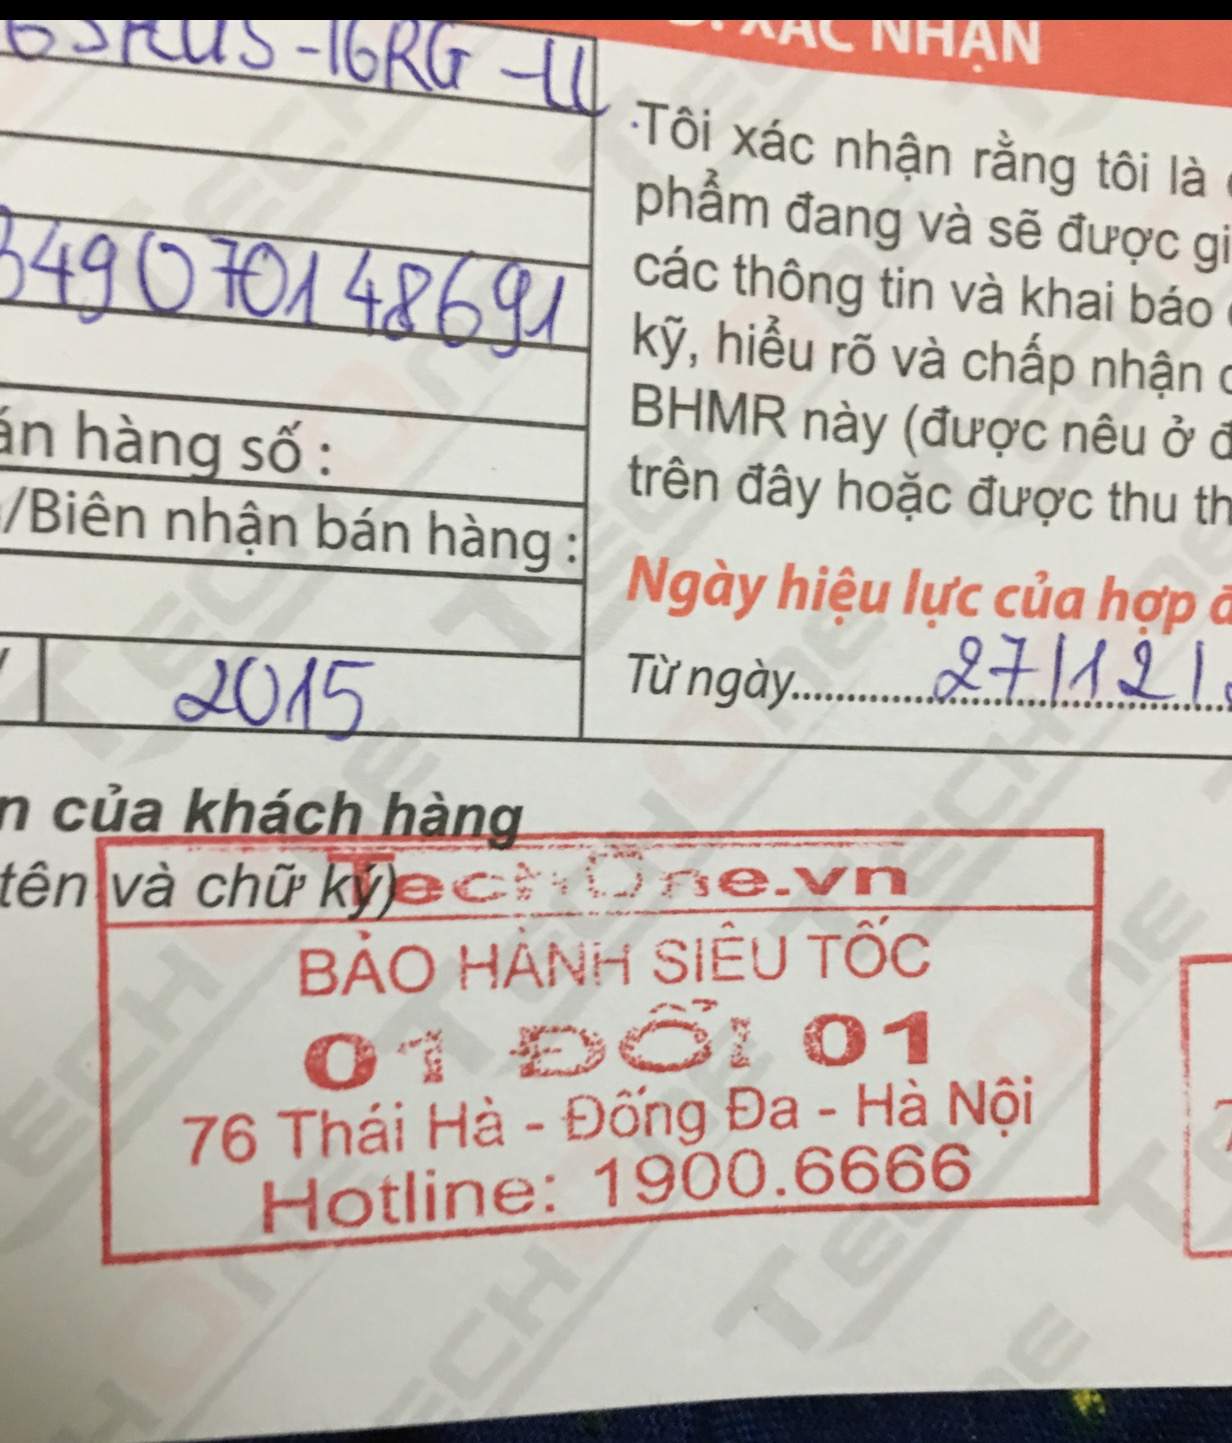 XÁC NHẬN
-16RG-U
Tôi xác nhận rằng tôi là
phẩm đang và sẽ được gi
các thông tin và khai báo
kỹ, hiểu rõ và chấp nhận
BHMR này (được nêu ở đ
trên đây hoặc được thu th
349070148691
án hàng số :
/Biên nhận bán hàng :
Ngày hiệu lực của hợp đ
Từ ngày 27/12/
2015
n của khách hàng
tên và chữ ký)
TechOne.vn
BẢO HÀNH SIÊU TỐC
01 ĐỔI 01
76 Thái Hà - Đống Đa - Hà Nội
Hotline: 1900.6666